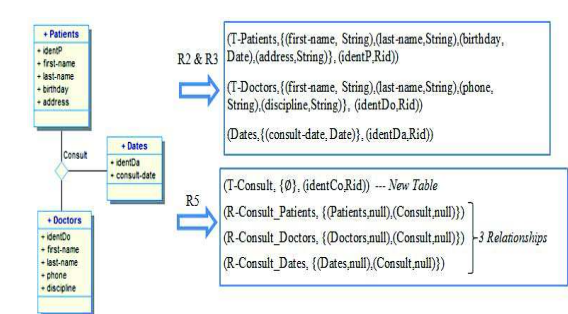 + Patients
+ identP
+ first-name
+ last-name
+ birthday
+ address
Consult
+ Dates
+ identDa
+ consult-date
+ Doctors
+ identDo
+ first-name
+ last-name
+ phone
+ discipline
R2 & R3
(T-Patients,{(first-name, String),(last-name,String),(birthday,
Date),(address,String)}, (identP,Rid))
(T-Doctors,{(first-name, String),(last-name,String),(phone,
String),(discipline,String)}, (identDo,Rid))
(Dates,{(consult-date, Date)}, (identDa,Rid))
R5
(T-Consult, {Ø}, (identCo,Rid)) --- New Table
(R-Consult_Patients, {(Patients,null),(Consult,null)})
(R-Consult_Doctors, {(Doctors,null),(Consult,null)})
(R-Consult_Dates, {(Dates,null),(Consult,null)})
3 Relationships